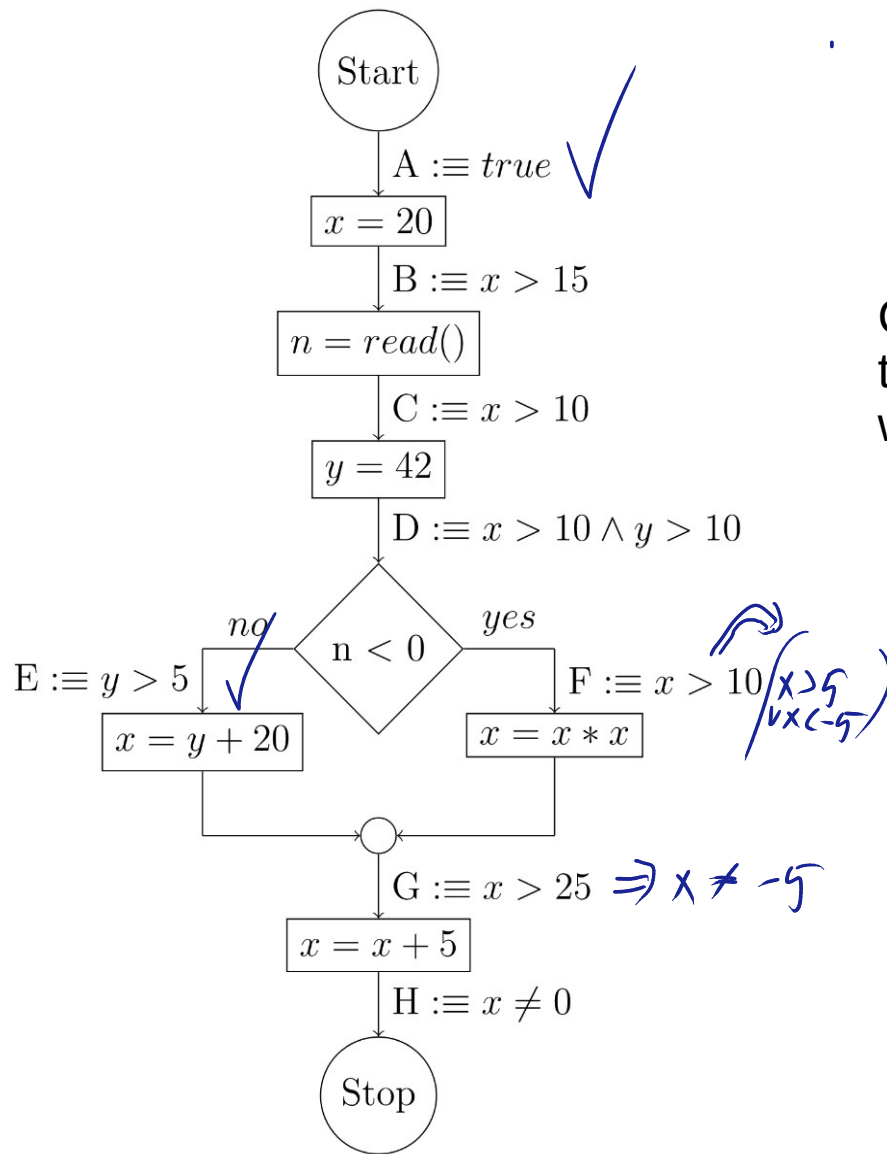 Start
A :≡ true ✓
x = 20
B :≡ x > 15
n = read()
C :≡ x > 10
y = 42
D :≡ x > 10 ∧ y > 10
no
n < 0
yes
E :≡ y > 5 ✓
F :≡ x > 10 ⇒ (x > 5
∨ x < -5)
x = y + 20
x = x * x
G :≡ x > 25 ⇒ x ≠ -5
x = x + 5
H :≡ x ≠ 0
Stop